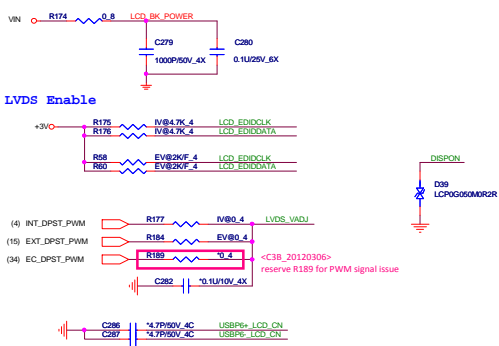 VIN R174 0_8 LCD_BK_POWER
C279 C280
1000P/50V_4X 0.1U/25V_6X
LVDS Enable
+3V R175 IV@4.7K_4 LCD_EDIDCLK
R176 IV@4.7K_4 LCD_EDIDDATA
R58 EV@2K/F_4 LCD_EDIDCLK
R60 EV@2K/F_4 LCD_EDIDDATA
DISPON
D39
LCP0G050M0R2R
(4) INT_DPST_PWM R177 IV@0_4 LVDS_VADJ
(15) EXT_DPST_PWM R184 EV@0_4
(34) EC_DPST_PWM R189 *0_4 <C3B_20120306>
reserve R189 for PWM signal issue
C282 *0.1U/10V_4X
C286 *4.7P/50V_4C USBP6+_LCD_CN
C287 *4.7P/50V_4C USBP6-_LCD_CN